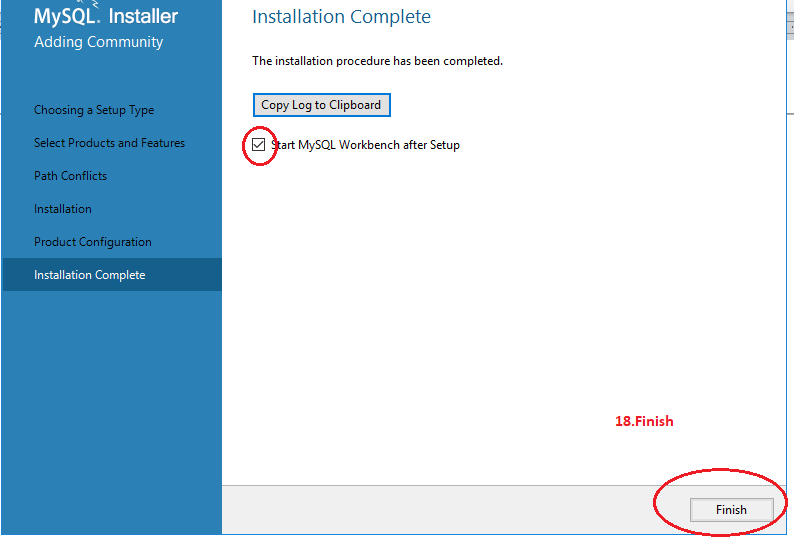 MySQL. Installer
Adding Community
Choosing a Setup Type
Select Products and Features
Path Conflicts
Installation
Product Configuration
Installation Complete
Installation Complete
The installation procedure has been completed.
Copy Log to Clipboard
Start MySQL Workbench after Setup
18.Finish
Finish